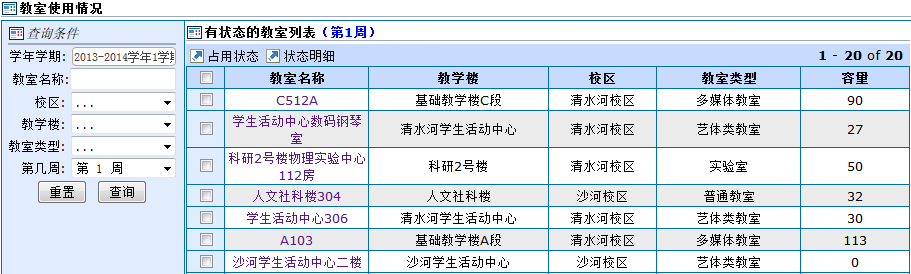 教室使用情况
查询条件
学年学期: 2013-2014学年1学期
教室名称:
校区: ...
教学楼: ...
教室类型: ...
第几周: 第 1 周
重置 查询
有状态的教室列表（第1周）
占用状态 状态明细 1 - 20 of 20
教室名称 教学楼 校区 教室类型 容量
C512A 基础教学楼C段 清水河校区 多媒体教室 90
学生活动中心数码钢琴
室 清水河学生活动中心 清水河校区 艺体类教室 27
科研2号楼物理实验中心
112房 科研2号楼 清水河校区 实验室 50
人文社科楼304 人文社科楼 沙河校区 普通教室 32
学生活动中心306 清水河学生活动中心 清水河校区 艺体类教室 30
A103 基础教学楼A段 清水河校区 多媒体教室 113
沙河学生活动中心二楼 沙河学生活动中心 沙河校区 艺体类教室 0